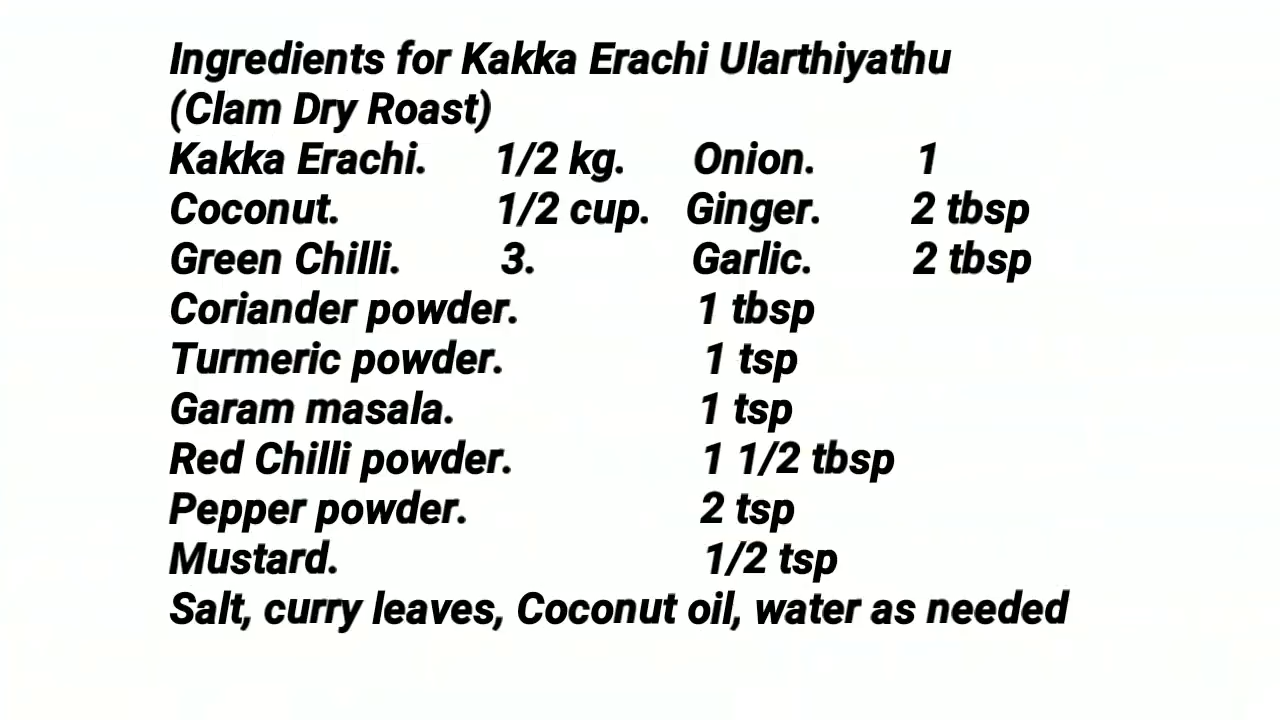 Ingredients for Kakka Erachi Ularthiyathu
(Clam Dry Roast)
Kakka Erachi. 1/2 kg. Onion. 1
Coconut. 1/2 cup. Ginger. 2 tbsp
Green Chilli. 3. Garlic. 2 tbsp
Coriander powder. 1 tbsp
Turmeric powder. 1 tsp
Garam masala. 1 tsp
Red Chilli powder. 1 1/2 tbsp
Pepper powder. 2 tsp
Mustard. 1/2 tsp
Salt, curry leaves, Coconut oil, water as needed